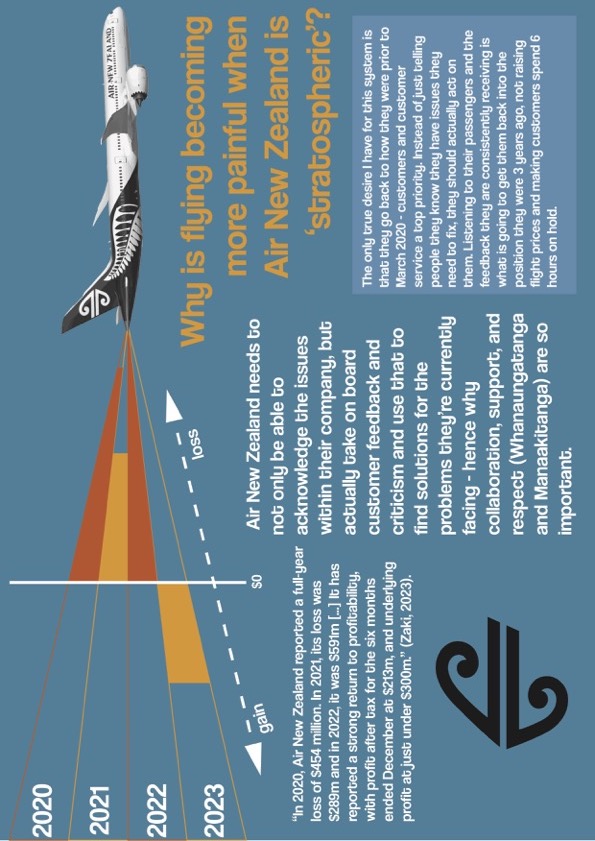 AIR NEW ZEALAND
Why is flying becoming
more painful when
Air New Zealand is
‘stratospheric’?
The only true desire I have for this system is
that they go back to how they were prior to
March 2020 - customers and customer
service a top priority. Instead of just telling
people they know they have issues they
need to fix, they should actually act on
them. Listening to their passengers and the
feedback they are consistently receiving is
what is going to get them back into the
position they were 3 years ago, not raising
flight prices and making customers spend 6
hours on hold.
Air New Zealand needs to
not only be able to
acknowledge the issues
within their company, but
actually take on board
customer feedback and
criticism and use that to
find solutions for the
problems they're currently
facing - hence why
collaboration, support, and
respect (Whanaungatanga
and Manaakitanga) are so
important.
2020
2021
2022
2023
$0
loss
gain
"In 2020, Air New Zealand reported a full-year
loss of $454 million. In 2021, its loss was
$289m and in 2022, it was $591m [...] It has
reported a strong return to profitability,
with profit after tax for the six months
ended December at $213m, and underlying
profit at just under $300m." (Zaki, 2023).